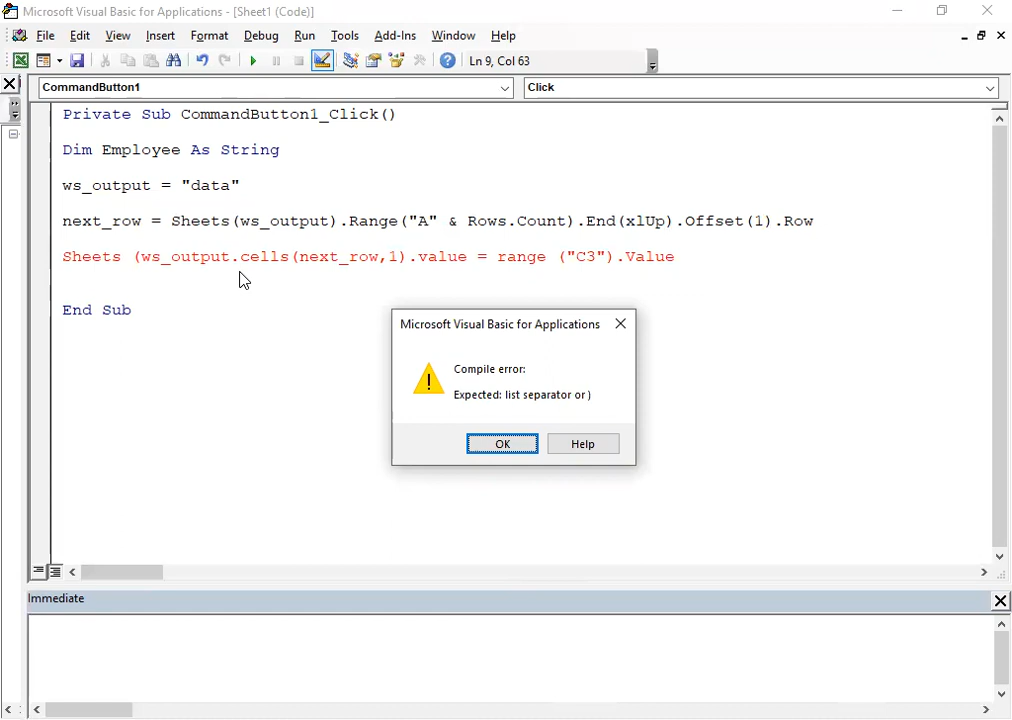 Microsoft Visual Basic for Applications - [Sheet1 (Code)]
File Edit View Insert Format Debug Run Tools Add-Ins Window Help
Ln 9, Col 63
CommandButton1 Click
Private Sub CommandButton1_Click()
Dim Employee As String
ws_output = "data"
next_row = Sheets(ws_output).Range("A" & Rows.Count).End(xlUp).Offset(1).Row
Sheets (ws_output.cells(next_row,1).value = range ("C3").Value
End Sub
Microsoft Visual Basic for Applications
Compile error:
Expected: list separator or )
OK Help
Immediate